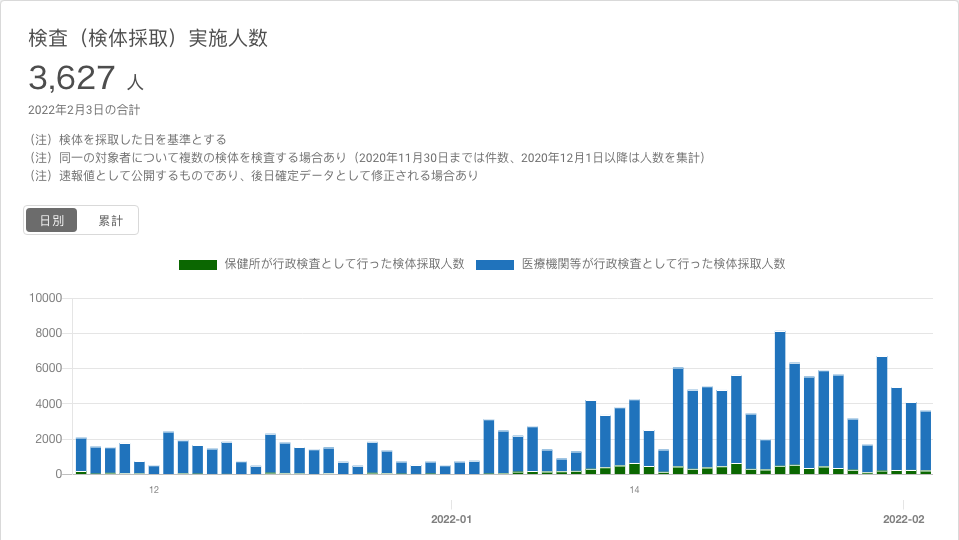 検査（検体採取）実施人数
3,627 人
2022年2月3日の合計
（注）検体を採取した日を基準とする
（注）同一の対象者について複数の検体を検査する場合あり（2020年11月30日までは件数、2020年12月1日以降は人数を集計）
（注）速報値として公開するものであり、後日確定データとして修正される場合あり
日別 累計
保健所が行政検査として行った検体採取人数 医療機関等が行政検査として行った検体採取人数
10000
8000
6000
4000
2000
0
12 14
2022-01 2022-02